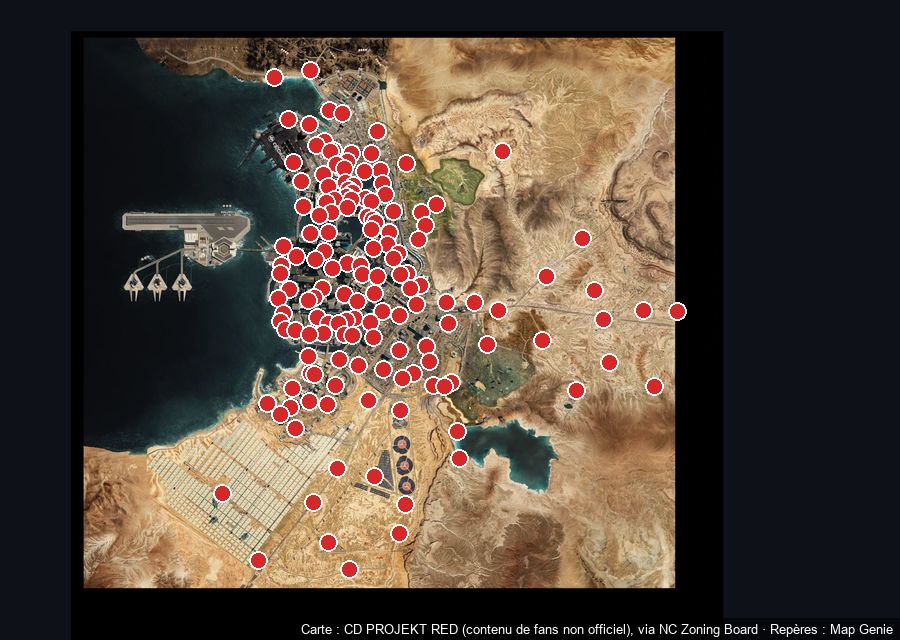 Carte : CD PROJEKT RED (contenu de fans non officiel), via NC Zoning Board · Repères : Map Genie